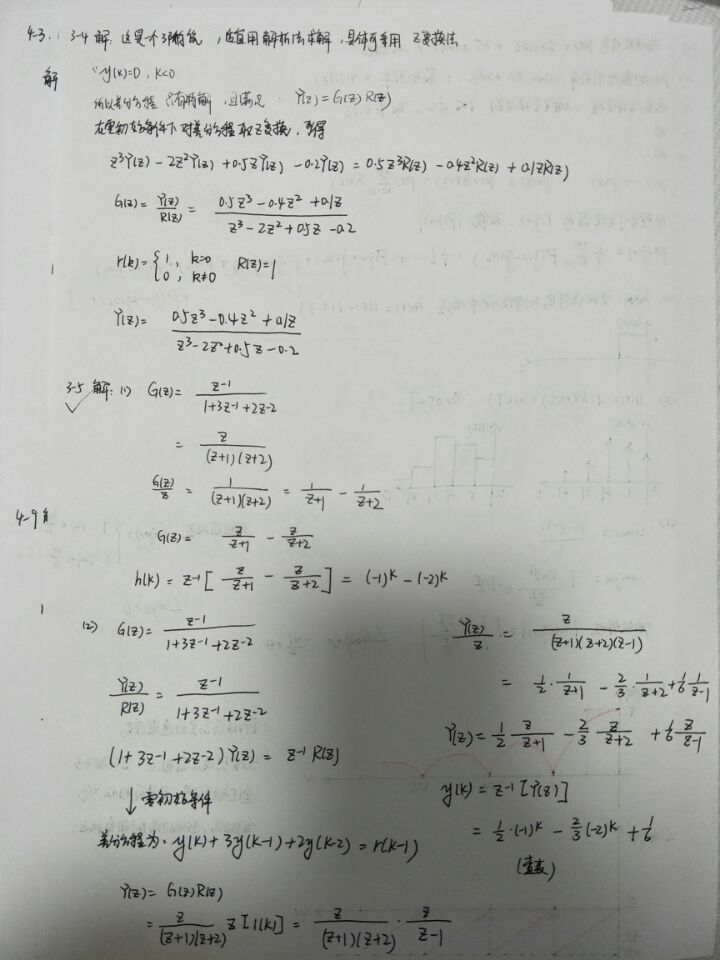 3-4 解: 这是一个3阶系统, 适宜用解析法求解, 具体可采用 Z变换法
解 ∵y(k)=0, k<0
所以差分方程 只有特解, 且满足: Y(z)=G(z)R(z)
在零初始条件下对差分方程取Z变换, 可得
z³Y(z) - 2z²Y(z) + 0.5zY(z) - 0.2Y(z) = 0.5z³R(z) - 0.4z²R(z) + 0.1zR(z)
G(z) = Y(z)/R(z) = (0.5z³ - 0.4z² + 0.1z)/(z³ - 2z² + 0.5z - 0.2)
r(k) = { 1, k=0
0, k≠0 R(z)=1
Y(z) = (0.5z³ - 0.4z² + 0.1z)/(z³ - 2z² + 0.5z - 0.2)
3-5 解: (1) G(z) = z-1/(1+3z-1+2z-2)
= z/((z+1)(z+2))
G(z)/z = 1/((z+1)(z+2)) = 1/(z+1) - 1/(z+2)
4-9
G(z) = z/(z+1) - z/(z+2)
h(k) = z-1[z/(z+1) - z/(z+2)] = (-1)ᵏ - (-2)ᵏ
(2) G(z) = z-1/(1+3z-1+2z-2)
Y(z)/R(z) = z-1/(1+3z-1+2z-2)
(1+3z-1+2z-2)Y(z) = z-1 R(z)
↓ 零初始条件
差分方程为: y(k)+3y(k-1)+2y(k-2)=r(k-1)
Y(z) = G(z)R(z)
= z/((z+1)(z+2)) z[1(k)] = z/((z+1)(z+2)) · z/(z-1)
Y(z)/z = z/((z+1)(z+2)(z-1))
= 1/2 · 1/(z+1) - 2/3 · 1/(z+2) + 1/6 1/(z-1)
Y(z) = 1/2 z/(z+1) - 2/3 z/(z+2) + 1/6 z/(z-1)
y(k) = z-1[Y(z)]
= 1/2·(-1)ᵏ - 2/3(-2)ᵏ + 1/6
(查表)